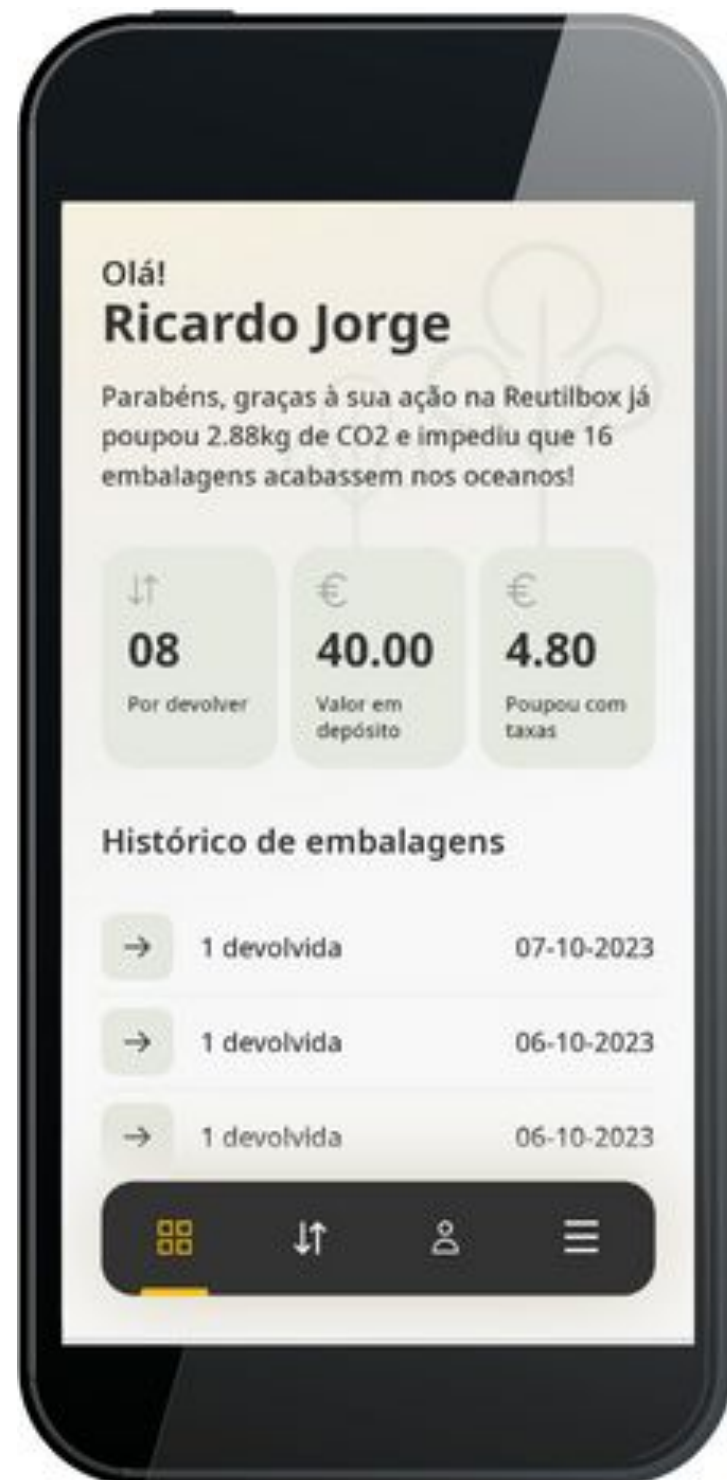 Olá!
Ricardo Jorge
Parabéns, graças à sua ação na Reutilbox já
poupou 2.88kg de CO2 e impediu que 16
embalagens acabassem nos oceanos!
€
€
08
40.00
4.80
Por devolver
Valor em
depósito
Poupou com
taxas
Histórico de embalagens
1 devolvida
07-10-2023
1 devolvida
06-10-2023
1 devolvida
06-10-2023